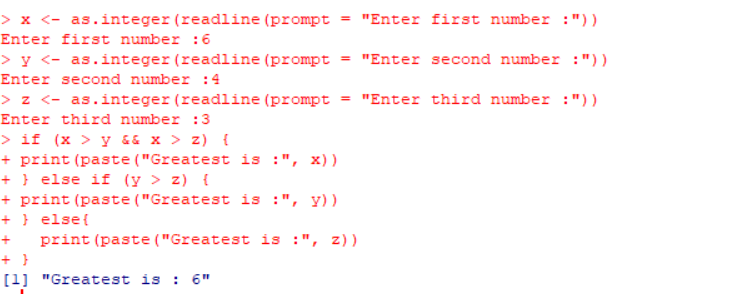 > x <- as.integer(readline(prompt = "Enter first number :"))
Enter first number :6
> y <- as.integer(readline(prompt = "Enter second number :"))
Enter second number :4
> z <- as.integer(readline(prompt = "Enter third number :"))
Enter third number :3
> if (x > y && x > z) {
+ print(paste("Greatest is :", x))
+ } else if (y > z) {
+ print(paste("Greatest is :", y))
+ } else{
+   print(paste("Greatest is :", z))
+ }
[1] "Greatest is : 6"